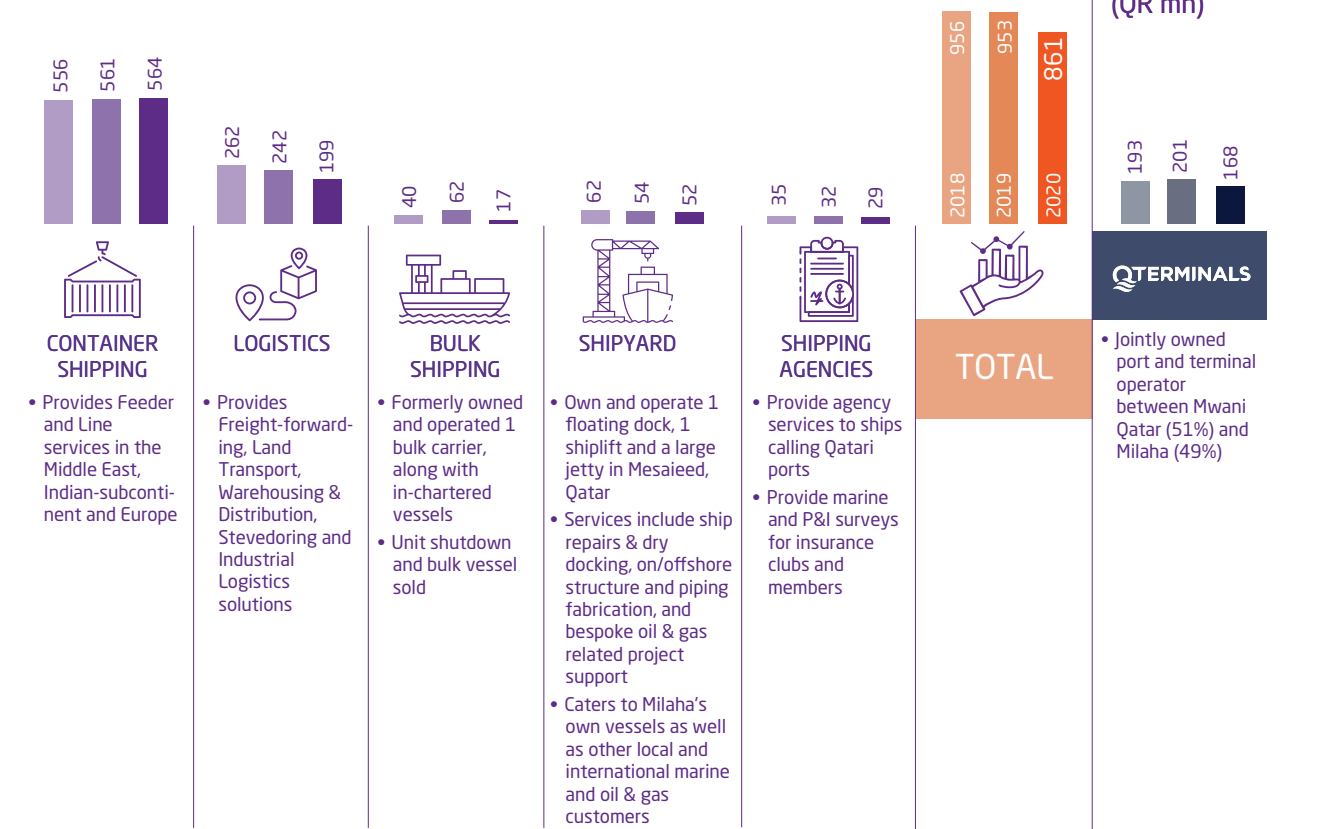 (QR mn)
556
561
564
262
242
199
40
62
17
62
54
52
35
32
29
956
953
861
2018
2019
2020
193
201
168
CONTAINER
SHIPPING
• Provides Feeder
and Line
services in the
Middle East,
Indian-subconti-
nent and Europe
LOGISTICS
• Provides
Freight-forward-
ing, Land
Transport,
Warehousing &
Distribution,
Stevedoring and
Industrial
Logistics
solutions
BULK
SHIPPING
• Formerly owned
and operated 1
bulk carrier,
along with
in-chartered
vessels
• Unit shutdown
and bulk vessel
sold
SHIPYARD
• Own and operate 1
floating dock, 1
shiplift and a large
jetty in Mesaieed,
Qatar
• Services include ship
repairs & dry
docking, on/offshore
structure and piping
fabrication, and
bespoke oil & gas
related project
support
• Caters to Milaha's
own vessels as well
as other local and
international marine
and oil & gas
customers
SHIPPING
AGENCIES
• Provide agency
services to ships
calling Qatari
ports
• Provide marine
and P&I surveys
for insurance
clubs and
members
TOTAL
QTERMINALS
• Jointly owned
port and terminal
operator
between Mwani
Qatar (51%) and
Milaha (49%)